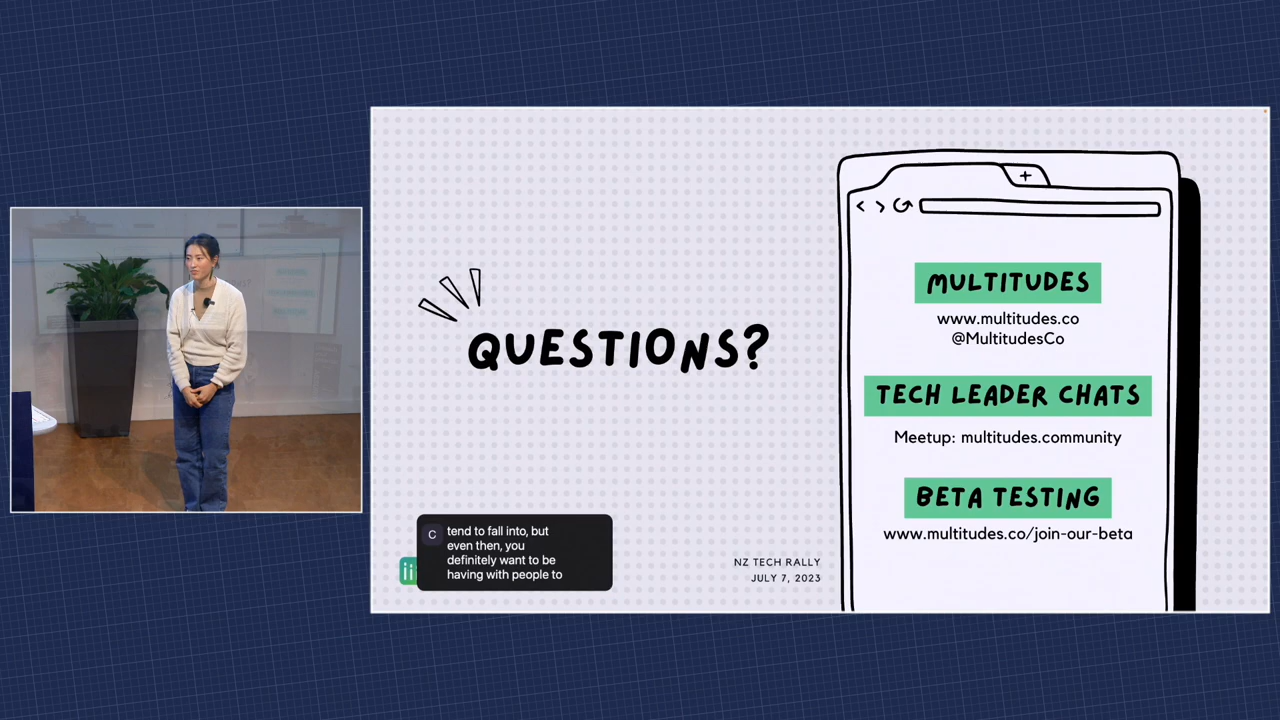 QUESTIONS?
MULTITUDES
www.multitudes.co
@MultitudesCo
TECH LEADER CHATS
Meetup: multitudes.community
BETA TESTING
www.multitudes.co/join-our-beta
C
tend to fall into, but
even then, you
definitely want to be
having with people to
NZ TECH RALLY
JULY 7, 2023